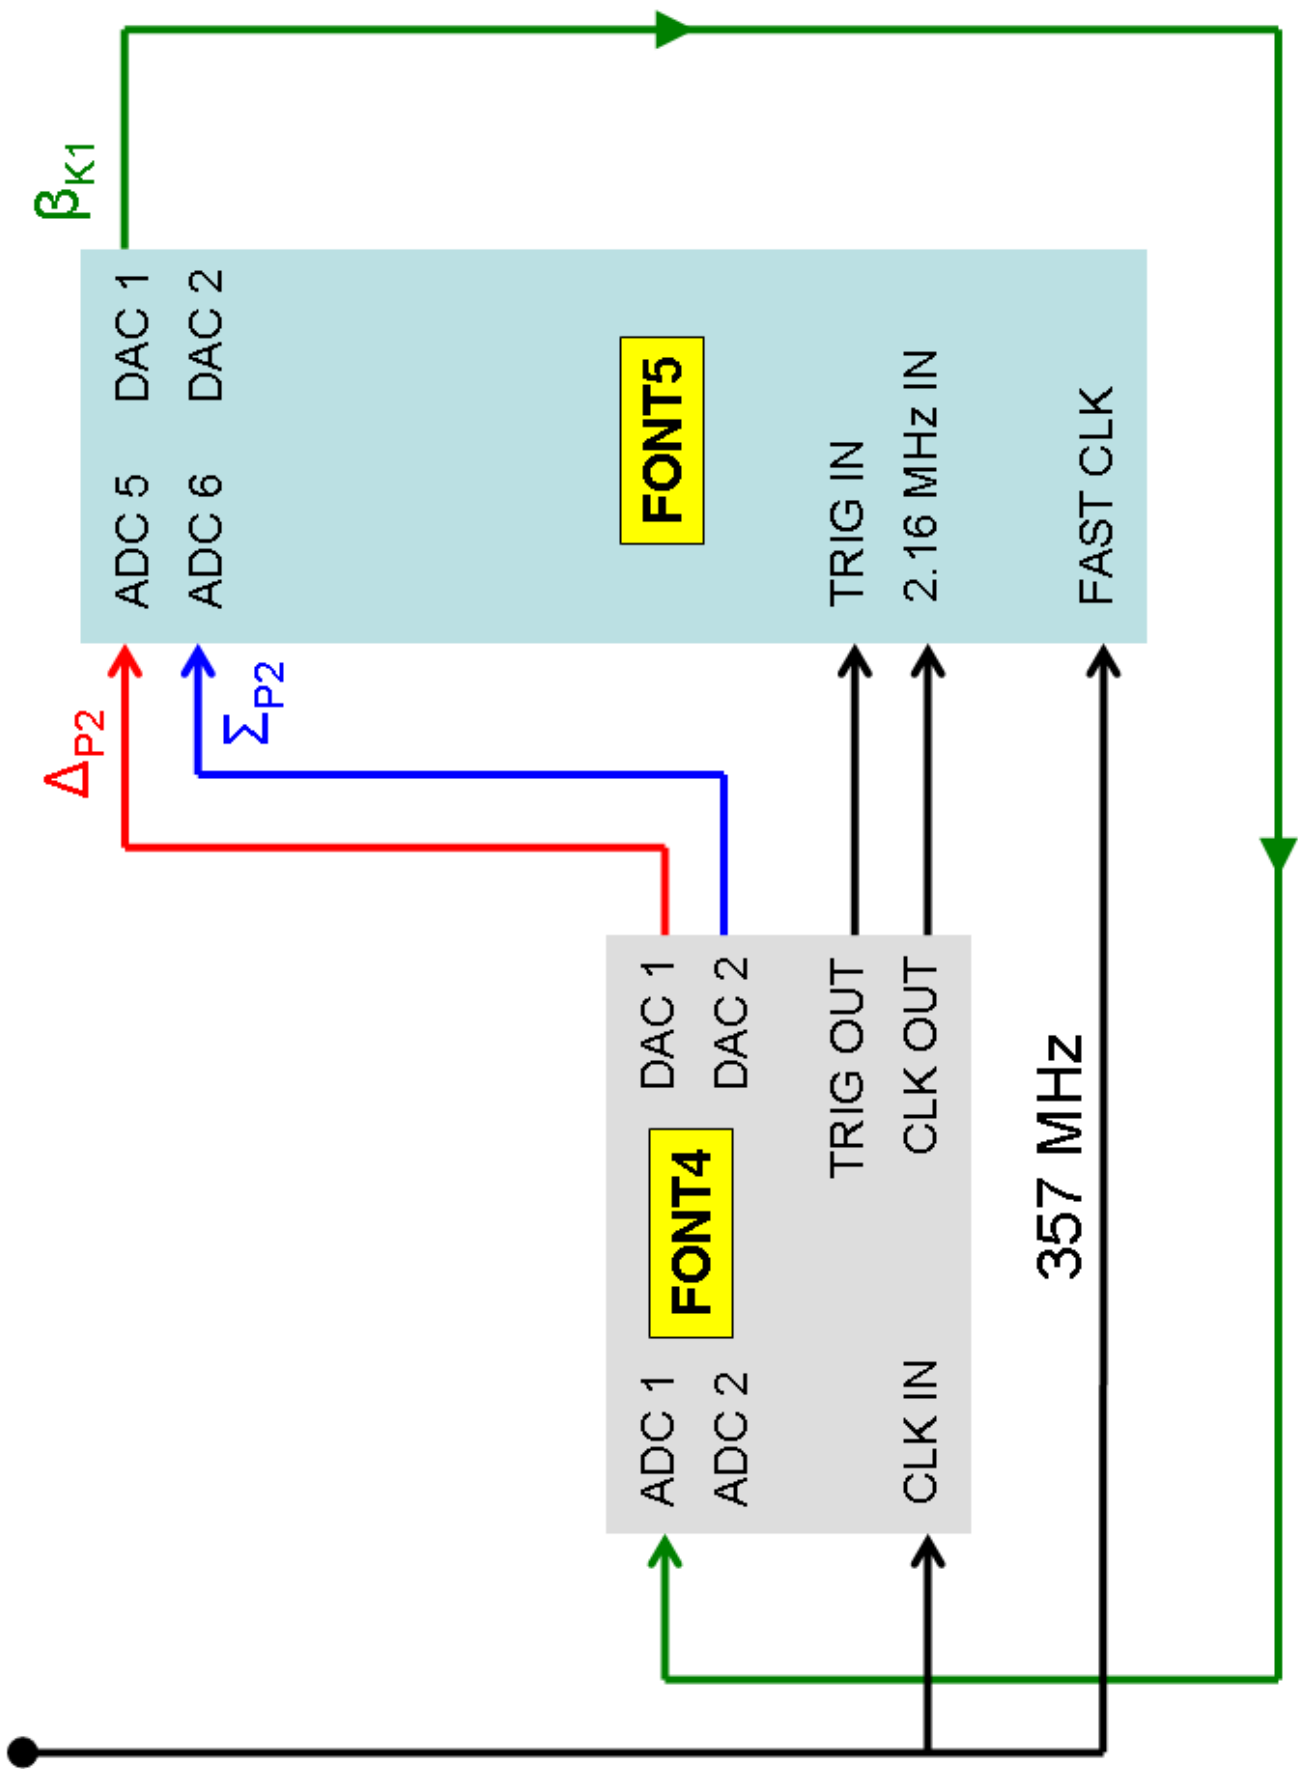 ADC 1
ADC 2
CLK IN
FONT4
DAC 1
DAC 2
TRIG OUT
CLK OUT
357 MHz
ΔP2
ΣP2
ADC 5 DAC 1
ADC 6 DAC 2
FONT5
TRIG IN
2.16 MHz IN
FAST CLK
βK1